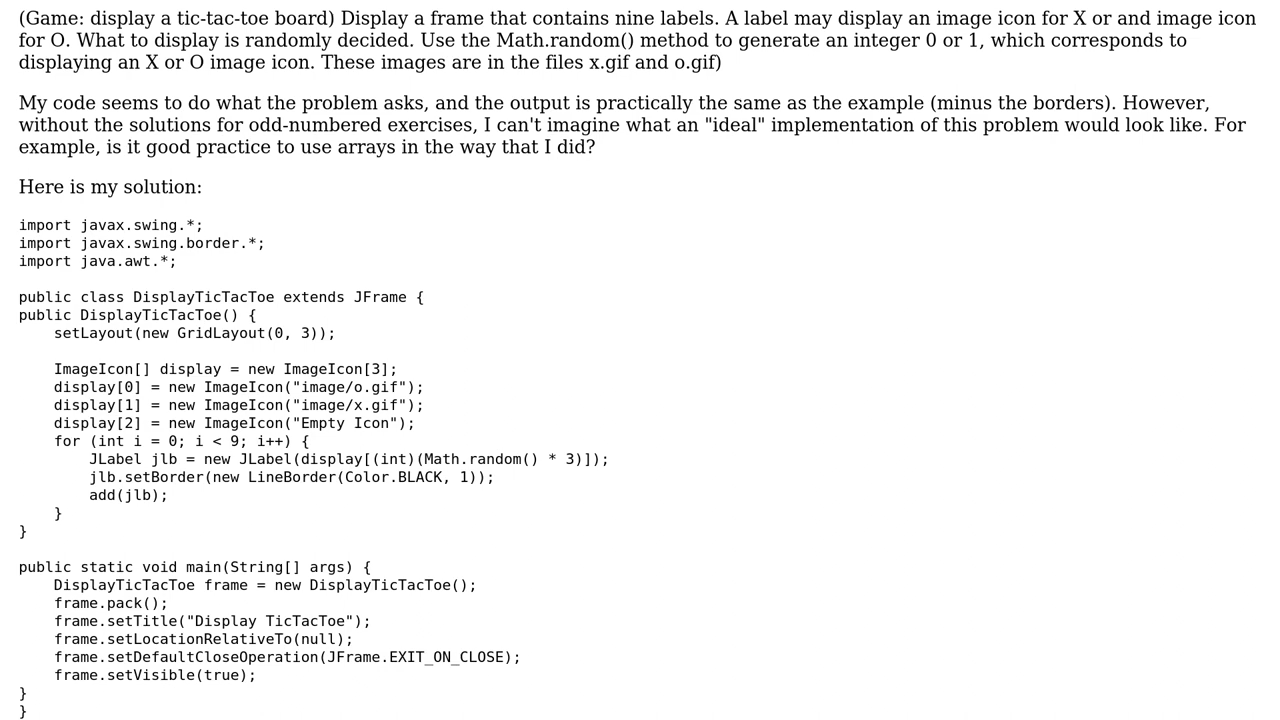 (Game: display a tic-tac-toe board) Display a frame that contains nine labels. A label may display an image icon for X or and image icon
for O. What to display is randomly decided. Use the Math.random() method to generate an integer 0 or 1, which corresponds to
displaying an X or O image icon. These images are in the files x.gif and o.gif)
My code seems to do what the problem asks, and the output is practically the same as the example (minus the borders). However,
without the solutions for odd-numbered exercises, I can't imagine what an "ideal" implementation of this problem would look like. For
example, is it good practice to use arrays in the way that I did?
Here is my solution:
import javax.swing.*;
import javax.swing.border.*;
import java.awt.*;
public class DisplayTicTacToe extends JFrame {
public DisplayTicTacToe() {
    setLayout(new GridLayout(0, 3));
    ImageIcon[] display = new ImageIcon[3];
    display[0] = new ImageIcon("image/o.gif");
    display[1] = new ImageIcon("image/x.gif");
    display[2] = new ImageIcon("Empty Icon");
    for (int i = 0; i < 9; i++) {
        JLabel jlb = new JLabel(display[(int)(Math.random() * 3)]);
        jlb.setBorder(new LineBorder(Color.BLACK, 1));
        add(jlb);
    }
}
public static void main(String[] args) {
    DisplayTicTacToe frame = new DisplayTicTacToe();
    frame.pack();
    frame.setTitle("Display TicTacToe");
    frame.setLocationRelativeTo(null);
    frame.setDefaultCloseOperation(JFrame.EXIT_ON_CLOSE);
    frame.setVisible(true);
}
}